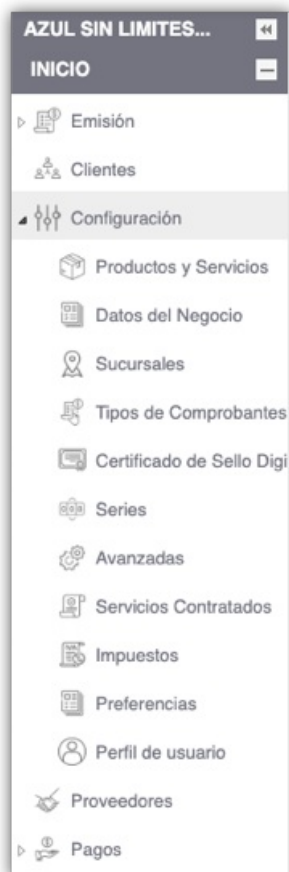 AZUL SIN LIMITES...
INICIO
Emisión
Clientes
Configuración
Productos y Servicios
Datos del Negocio
Sucursales
Tipos de Comprobantes
Certificado de Sello Digi
Series
Avanzadas
Servicios Contratados
Impuestos
Preferencias
Perfil de usuario
Proveedores
Pagos